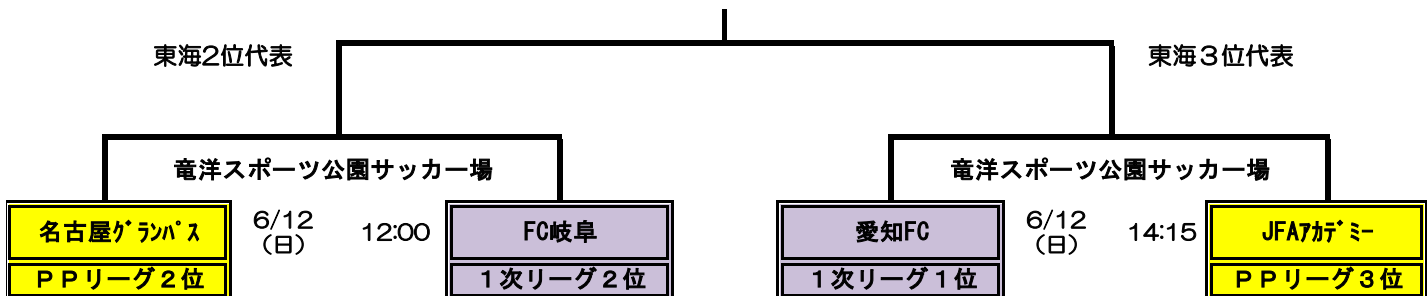 東海2位代表
東海３位代表
竜洋スポーツ公園サッカー場
竜洋スポーツ公園サッカー場
名古屋ｸﾞﾗﾝﾊﾟｽ
6/12
（日）
12:00
FC岐阜
愛知FC
6/12
（日）
14:15
JFAｱｶﾃﾞﾐｰ
ＰＰリーグ２位
１次リーグ２位
１次リーグ１位
ＰＰリーグ３位